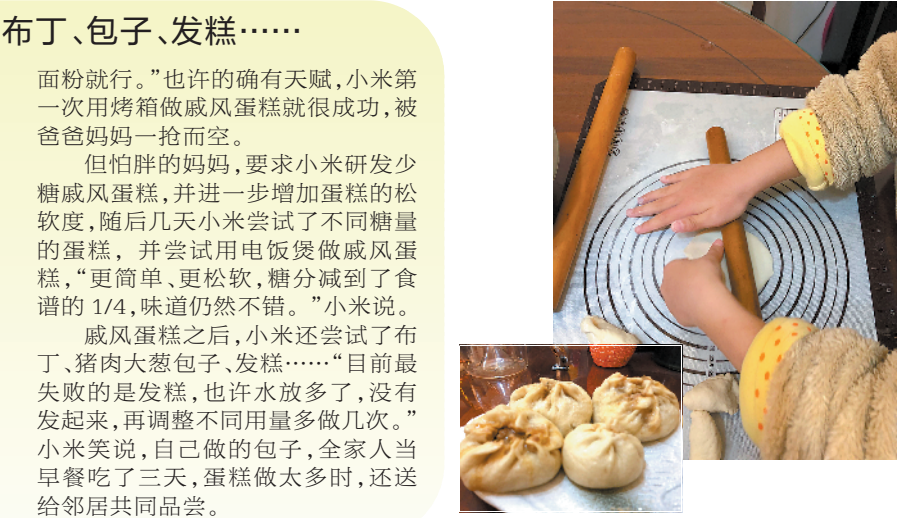 布丁、包子、发糕……
面粉就行。”也许的确有天赋,小米第
一次用烤箱做戚风蛋糕就很成功,被
爸爸妈妈一抢而空。
但怕胖的妈妈,要求小米研发少
糖戚风蛋糕,并进一步增加蛋糕的松
软度,随后几天小米尝试了不同糖量
的蛋糕,并尝试用电饭煲做戚风蛋
糕,“更简单、更松软,糖分减到了食
谱的 1/4,味道仍然不错。”小米说。
戚风蛋糕之后,小米还尝试了布
丁、猪肉大葱包子、发糕……“目前最
失败的是发糕,也许水放多了,没有
发起来,再调整不同用量多做几次。”
小米笑说,自己做的包子,全家人当
早餐吃了三天,蛋糕做太多时,还送
给邻居共同品尝。